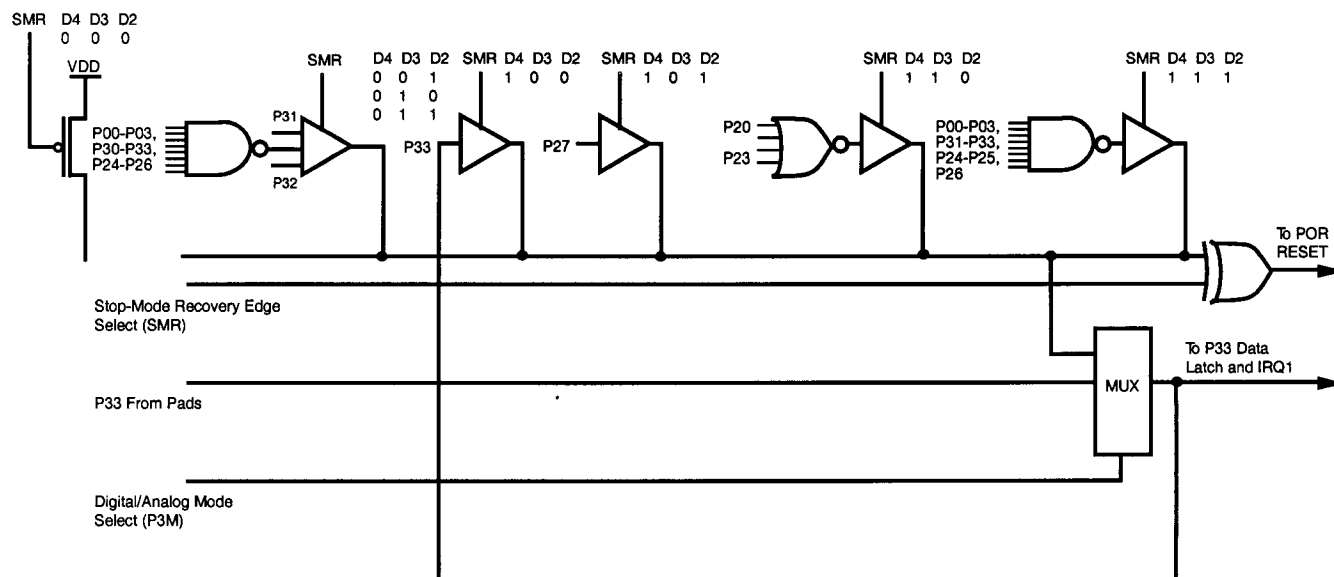 SMR D4 D3 D2
0 0 0
VDD
P00-P03,
P30-P33,
P24-P26
P31
P32
SMR
D4 D3 D2
0 0 1
0 1 0
0 1 1
SMR D4 D3 D2
1 0 0
P33
SMR D4 D3 D2
1 0 1
P27
SMR D4 D3 D2
1 1 0
P20
P23
SMR D4 D3 D2
1 1 1
P00-P03,
P31-P33,
P24-P25,
P26
To POR
RESET
Stop-Mode Recovery Edge
Select (SMR)
To P33 Data
Latch and IRQ1
MUX
P33 From Pads
Digital/Analog Mode
Select (P3M)